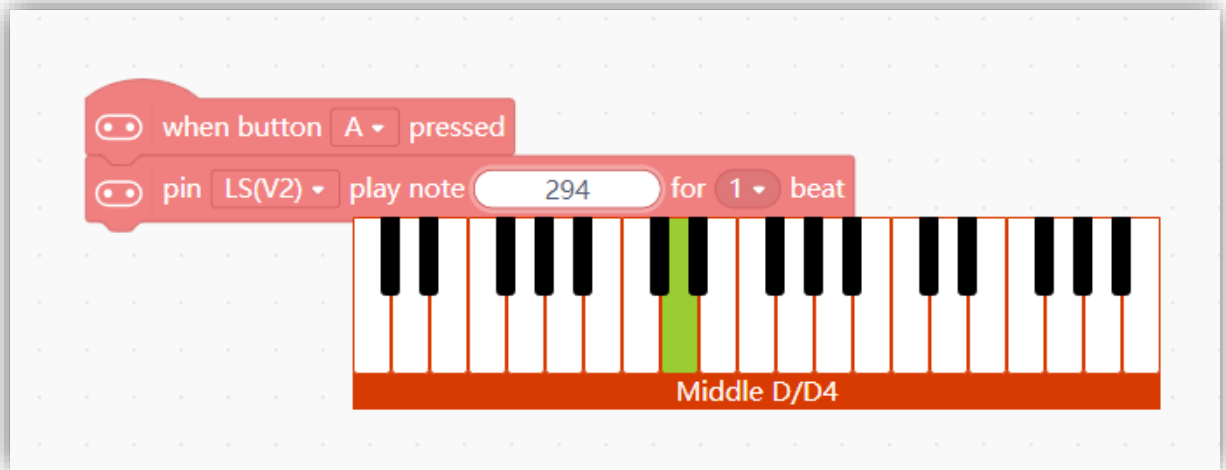 when button A pressed
pin LS(V2) play note 294 for 1 beat
Middle D/D4